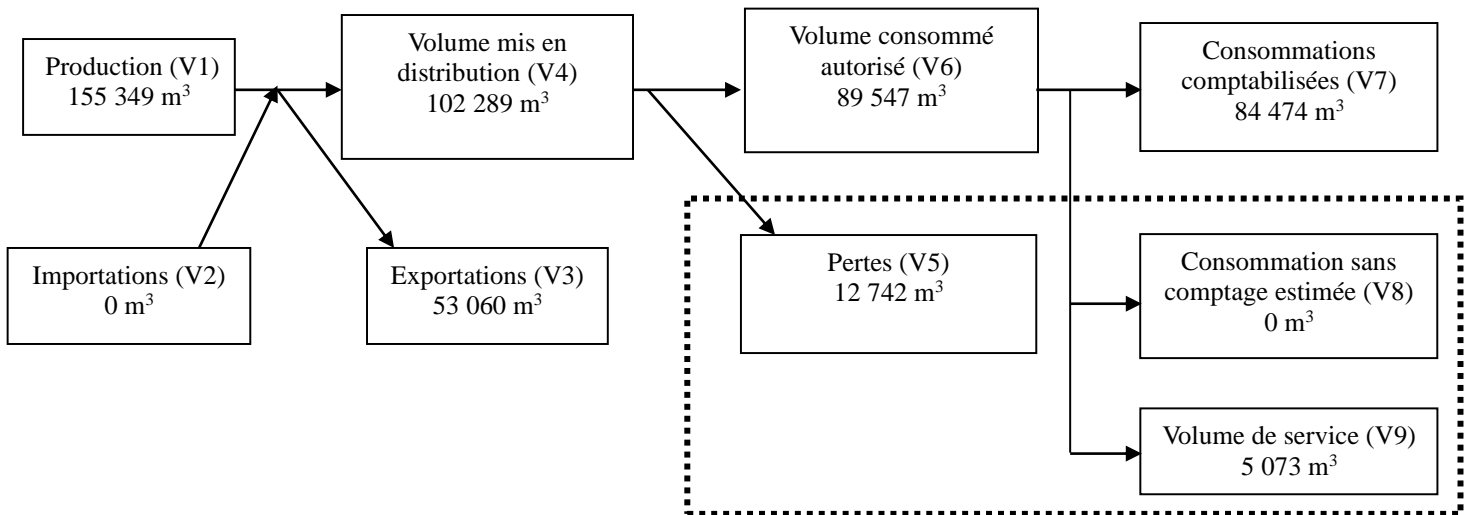 Production (V1)
155 349 m³
Volume mis en
distribution (V4)
102 289 m³
Volume consommé
autorisé (V6)
89 547 m³
Consommations
comptabilisées (V7)
84 474 m³
Importations (V2)
0 m³
Exportations (V3)
53 060 m³
Pertes (V5)
12 742 m³
Consommation sans
comptage estimée (V8)
0 m³
Volume de service (V9)
5 073 m³